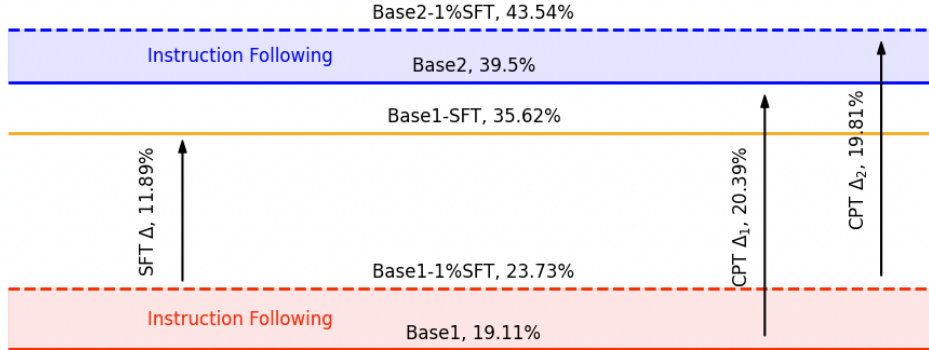 Base2-1%SFT, 43.54%
Instruction Following
Base2, 39.5%
Base1-SFT, 35.62%
SFT Δ, 11.89%
CPT Δ₁, 20.39%
CPT Δ₂, 19.81%
Base1-1%SFT, 23.73%
Instruction Following
Base1, 19.11%